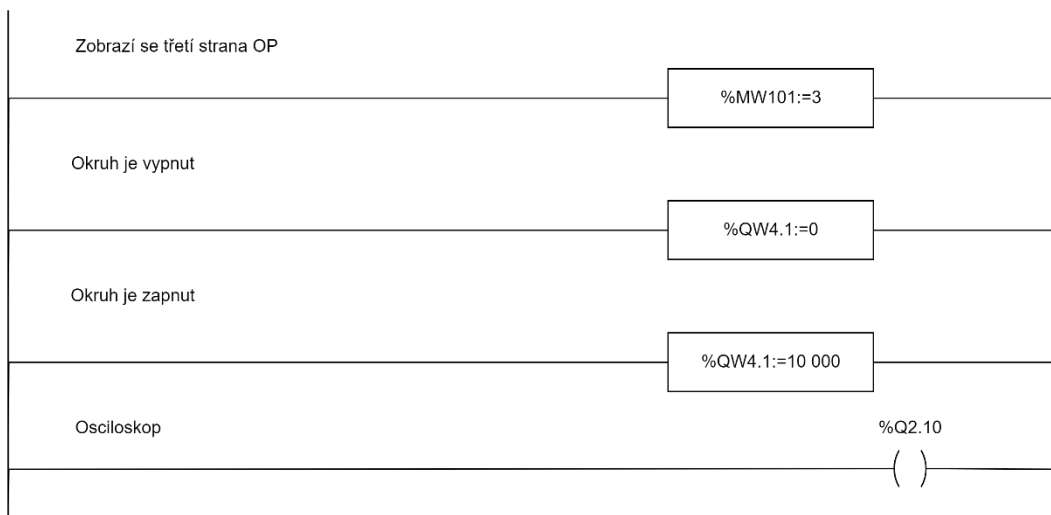 Zobrazí se třetí strana OP
%MW101:=3
Okruh je vypnut
%QW4.1:=0
Okruh je zapnut
%QW4.1:=10 000
Osciloskop
%Q2.10